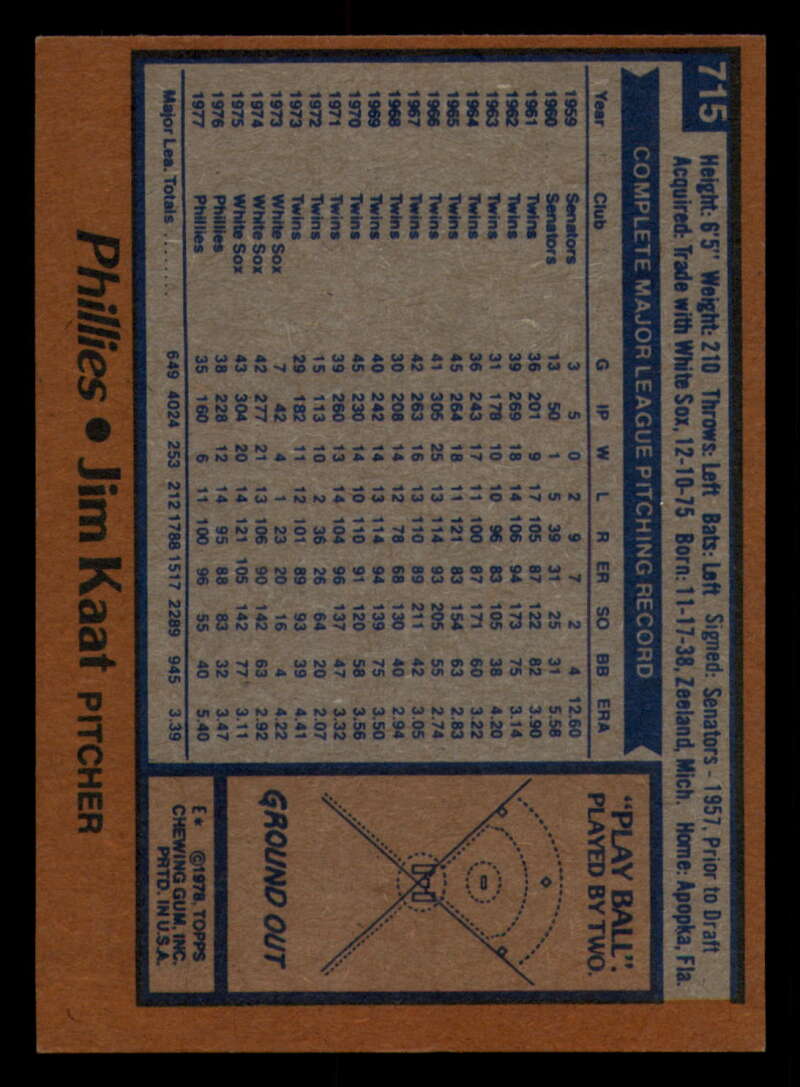 715
Height: 6'5" Weight: 210 Throws: Left Bats: Left Signed: Senators - 1957, Prior to Draft
Acquired: Trade with White Sox, 12-10-75 Born: 11-17-38, Zeeland, Mich. Home: Apopka, Fla.
COMPLETE MAJOR LEAGUE PITCHING RECORD
Year Club G IP W L R ER SO BB ERA
1959 Senators 3 5 0 2 9 7 2 4 12.60
1960 Senators 13 50 1 5 39 31 25 31 5.58
1961 Twins 36 201 9 17 105 87 122 82 3.90
1962 Twins 39 269 18 14 106 94 173 75 3.14
1963 Twins 31 178 10 10 96 83 105 38 4.20
1964 Twins 36 243 17 11 100 87 171 60 3.22
1965 Twins 45 264 18 11 121 83 154 63 2.83
1966 Twins 41 305 25 13 114 93 205 55 2.74
1967 Twins 42 263 16 13 110 89 211 42 3.05
1968 Twins 30 208 14 12 78 68 130 40 2.94
1969 Twins 40 242 14 13 114 94 139 75 3.50
1970 Twins 45 230 14 10 110 91 120 58 3.56
1971 Twins 39 260 13 14 104 96 137 47 3.32
1972 Twins 15 113 10 2 36 26 64 20 2.07
1973 Twins 29 182 11 12 101 89 93 39 4.41
1973 White Sox 7 42 4 1 23 20 16 4 4.22
1974 White Sox 42 277 21 13 106 90 142 63 2.92
1975 White Sox 43 304 20 14 121 105 142 77 3.11
1976 Phillies 38 228 12 14 95 88 83 32 3.47
1977 Phillies 35 160 6 11 100 96 55 40 5.40
Major Lea. Totals ........ 649 4024 253 212 1788 1517 2289 945 3.39
"PLAY BALL".
PLAYED BY TWO.
GROUND OUT
E* ©1978, TOPPS
CHEWING GUM, INC.
PRTD. IN U.S.A.
Phillies • Jim Kaat PITCHER